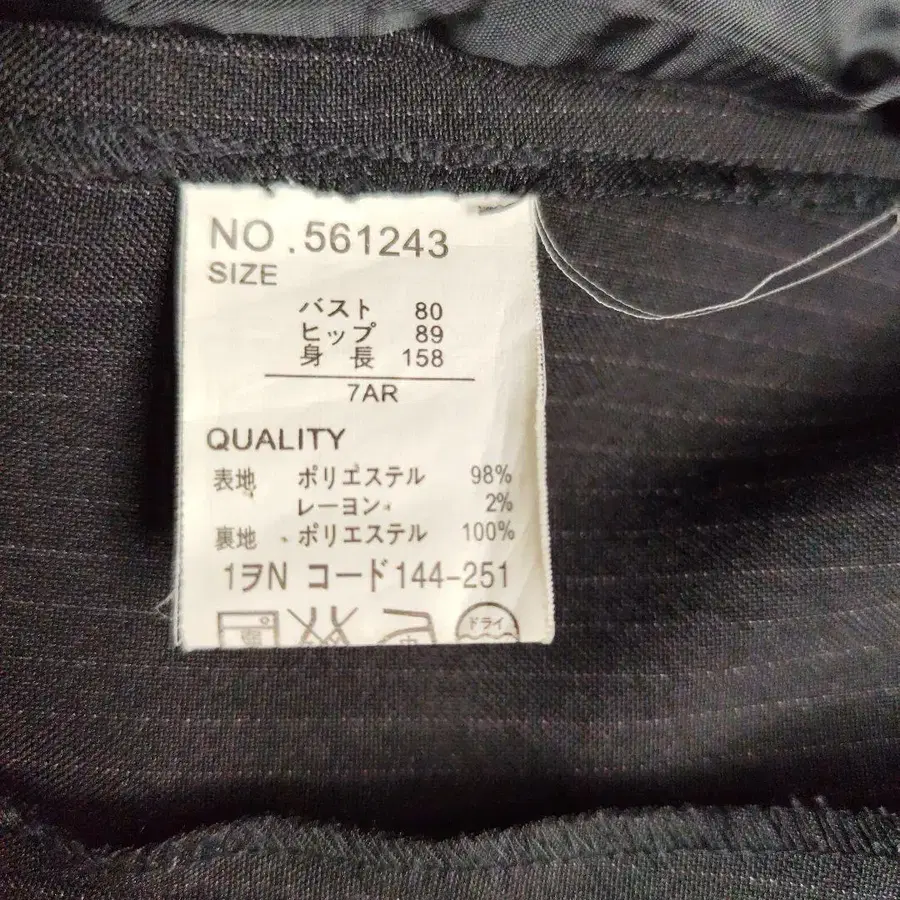 NO.561243
SIZE
バスト 80
ヒップ 89
身 長 158
7AR
QUALITY
表地 ポリエステル 98%
レーヨン 2%
裏地 ポリエステル 100%
1ヲN コード144-251
中 ドライ